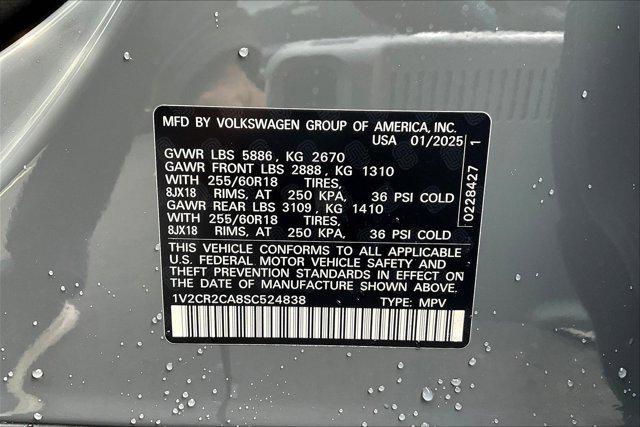 MFD BY VOLKSWAGEN GROUP OF AMERICA, INC.
USA 01/2025
GVWR LBS 5886, KG 2670
GAWR FRONT LBS 2888, KG 1310
WITH 255/60R18 TIRES,
8JX18 RIMS, AT 250 KPA, 36 PSI COLD
GAWR REAR LBS 3109, KG 1410
WITH 255/60R18 TIRES,
8JX18 RIMS, AT 250 KPA, 36 PSI COLD
THIS VEHICLE CONFORMS TO ALL APPLICABLE
U.S. FEDERAL MOTOR VEHICLE SAFETY AND
THEFT PREVENTION STANDARDS IN EFFECT ON
THE DATE OF MANUFACTURE SHOWN ABOVE.
1V2CR2CA8SC524838 TYPE: MPV
0228427 1